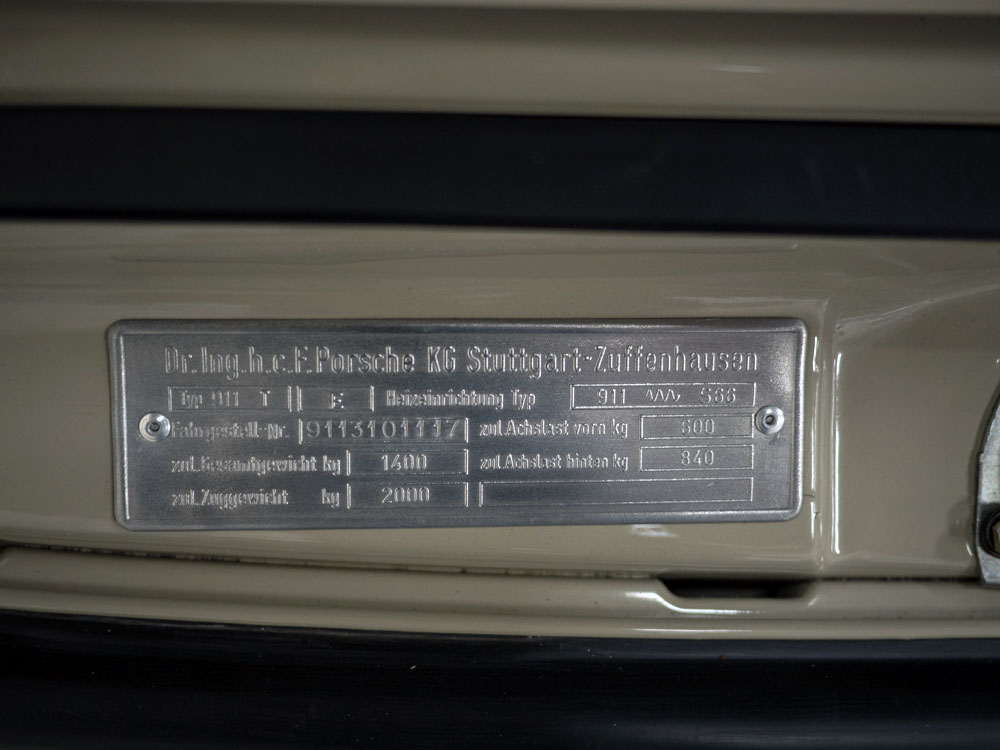 Dr.Ing.h.c.F.Porsche KG Stuttgart-Zuffenhausen
Typ 911 T E Heizeinrichtung Typ 911 S66
Fahrgestell-Nr. 9113101117 zul.Achslast vorn kg 600
zul.Gesamtgewicht kg 1400 zul.Achslast hinten kg 840
zul.Zuggewicht kg 2000